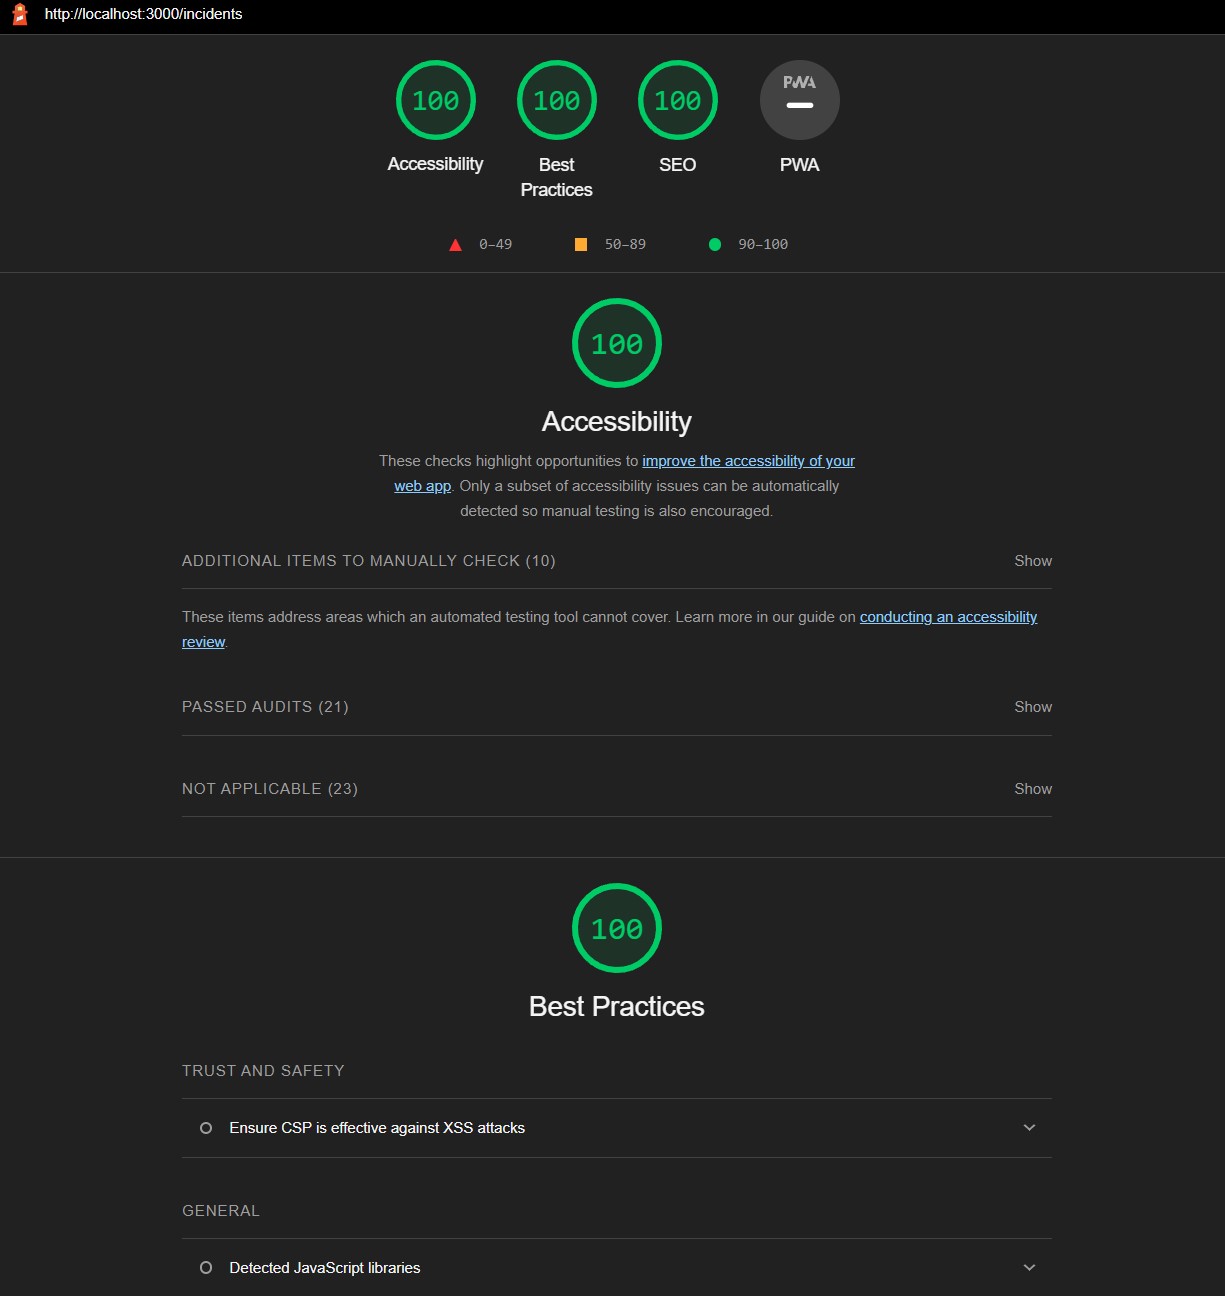 http://localhost:3000/incidents
100
100
100
PWA
Accessibility
Best
Practices
SEO
PWA
0–49
50–89
90–100
100
Accessibility
These checks highlight opportunities to improve the accessibility of your
web app. Only a subset of accessibility issues can be automatically
detected so manual testing is also encouraged.
ADDITIONAL ITEMS TO MANUALLY CHECK (10)
Show
These items address areas which an automated testing tool cannot cover. Learn more in our guide on conducting an accessibility
review.
PASSED AUDITS (21)
Show
NOT APPLICABLE (23)
Show
100
Best Practices
TRUST AND SAFETY
Ensure CSP is effective against XSS attacks
GENERAL
Detected JavaScript libraries